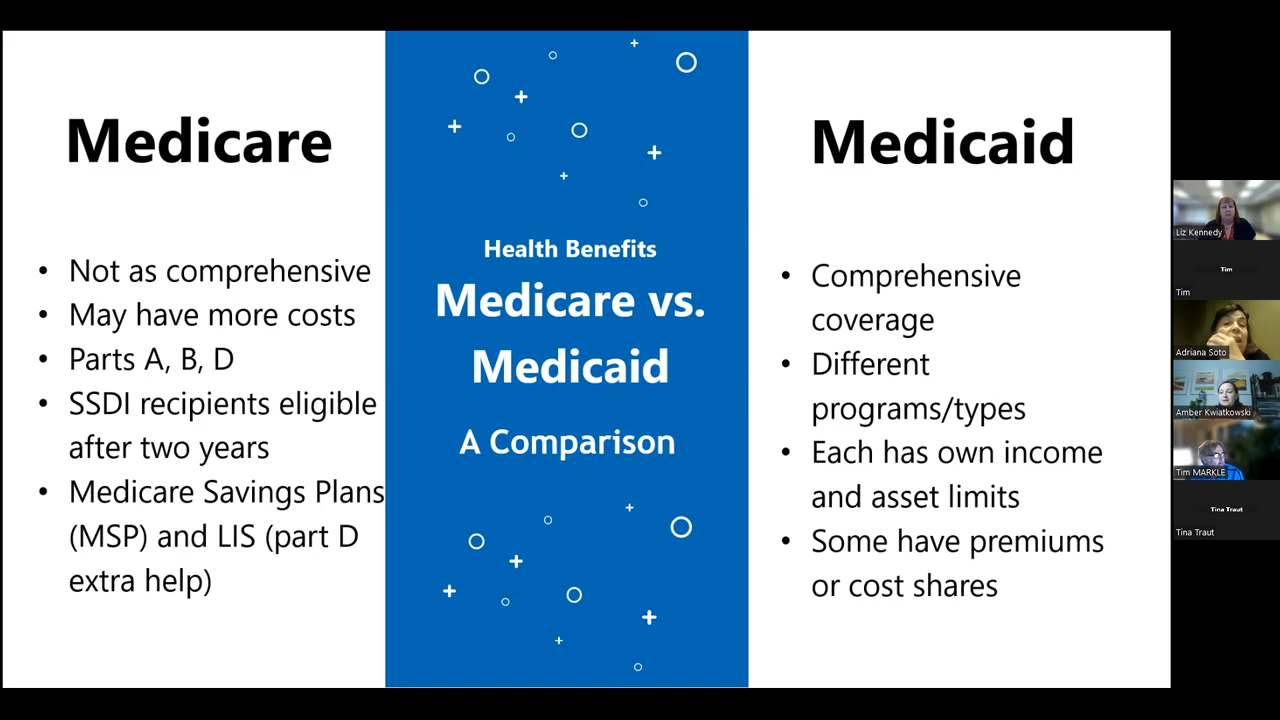 Medicare
• Not as comprehensive
• May have more costs
• Parts A, B, D
• SSDI recipients eligible
after two years
• Medicare Savings Plans
(MSP) and LIS (part D
extra help)
Health Benefits
Medicare vs.
Medicaid
A Comparison
Medicaid
• Comprehensive
coverage
• Different
programs/types
• Each has own income
and asset limits
• Some have premiums
or cost shares
Liz Kennedy
Tim
Tim
Adriana Soto
Amber Kwiatkowski
Tim MARKLE
Tina Traut
Tina Traut